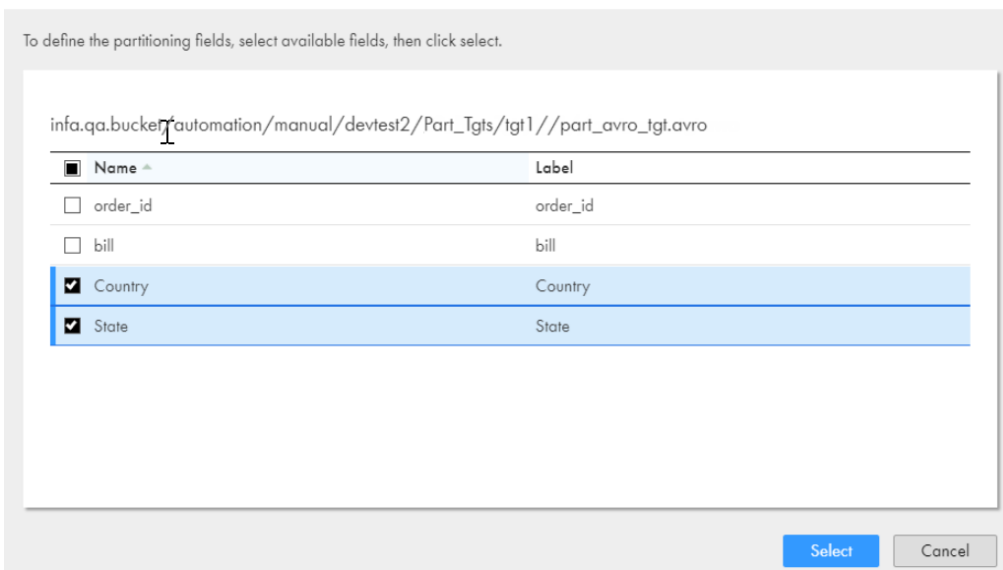 To define the partitioning fields, select available fields, then click select.
infa.qa.bucket/automation/manual/devtest2/Part_Tgts/tgt1//part_avro_tgt.avro
Name Label
order_id order_id
bill bill
Country Country
State State
Select Cancel